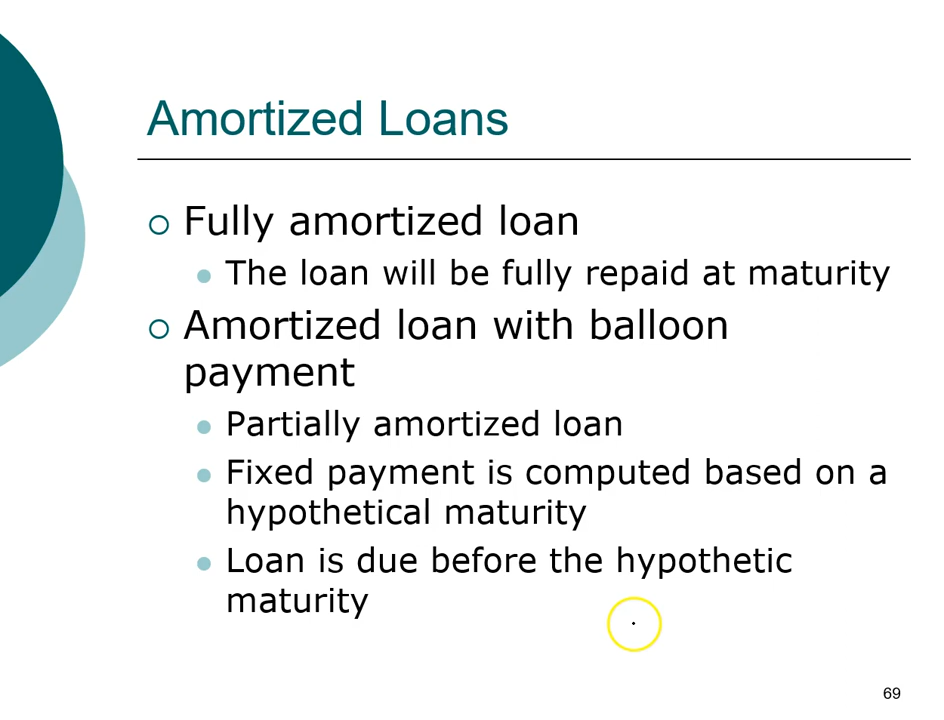 Amortized Loans
Fully amortized loan
The loan will be fully repaid at maturity
Amortized loan with balloon
payment
Partially amortized loan
Fixed payment is computed based on a
hypothetical maturity
Loan is due before the hypothetic
maturity
69